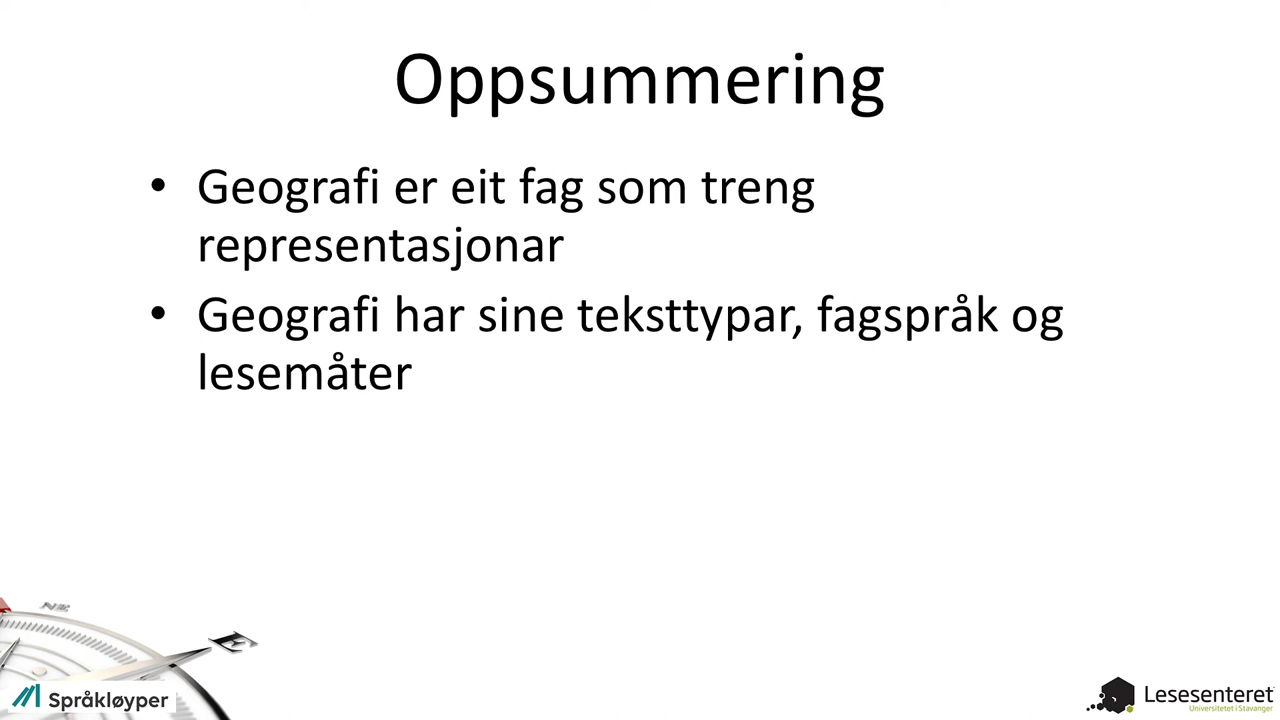 Oppsummering
• Geografi er eit fag som treng
representasjonar
• Geografi har sine teksttypar, fagspråk og
lesemåter
NE
E
Språkløyper
Lesesenteret
Universitetet i Stavanger